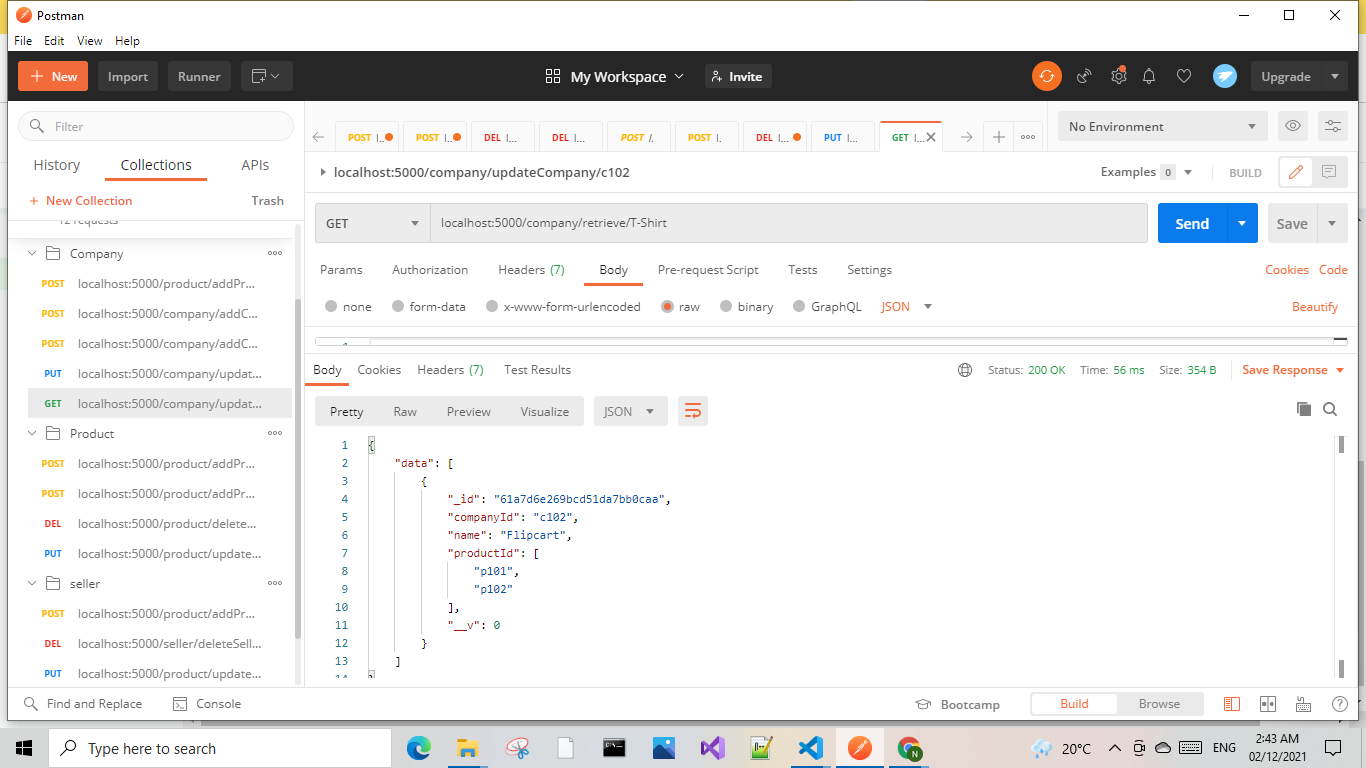 Postman
File Edit View Help
New Import Runner My Workspace Invite Upgrade
Filter
History Collections APIs
New Collection Trash
12 requests
Company
POST localhost:5000/product/addPr...
POST localhost:5000/company/addC...
POST localhost:5000/company/addC...
PUT localhost:5000/company/updat...
GET localhost:5000/company/updat...
Product
POST localhost:5000/product/addPr...
POST localhost:5000/product/addPr...
DEL localhost:5000/product/delete...
PUT localhost:5000/product/update...
seller
POST localhost:5000/product/addPr...
DEL localhost:5000/seller/deleteSell...
PUT localhost:5000/product/update...
POST l.. POST l.. DEL l... DEL l... POST l. POST l. DEL l... PUT l... GET l... No Environment
localhost:5000/company/updateCompany/c102 Examples 0 BUILD
GET localhost:5000/company/retrieve/T-Shirt Send Save
Params Authorization Headers (7) Body Pre-request Script Tests Settings Cookies Code
none form-data x-www-form-urlencoded raw binary GraphQL JSON Beautify
1
Body Cookies Headers (7) Test Results Status: 200 OK Time: 56 ms Size: 354 B Save Response
Pretty Raw Preview Visualize JSON
1 {
2 "data": [
3 {
4 "_id": "61a7d6e269bcd51da7bb0caa",
5 "companyId": "c102",
6 "name": "Flipcart",
7 "productId": [
8 "p101",
9 "p102"
10 ],
11 "__v": 0
12 }
13 ]
14 }
Find and Replace Console Bootcamp Build Browse
Type here to search 20°C ENG 2:43 AM
02/12/2021